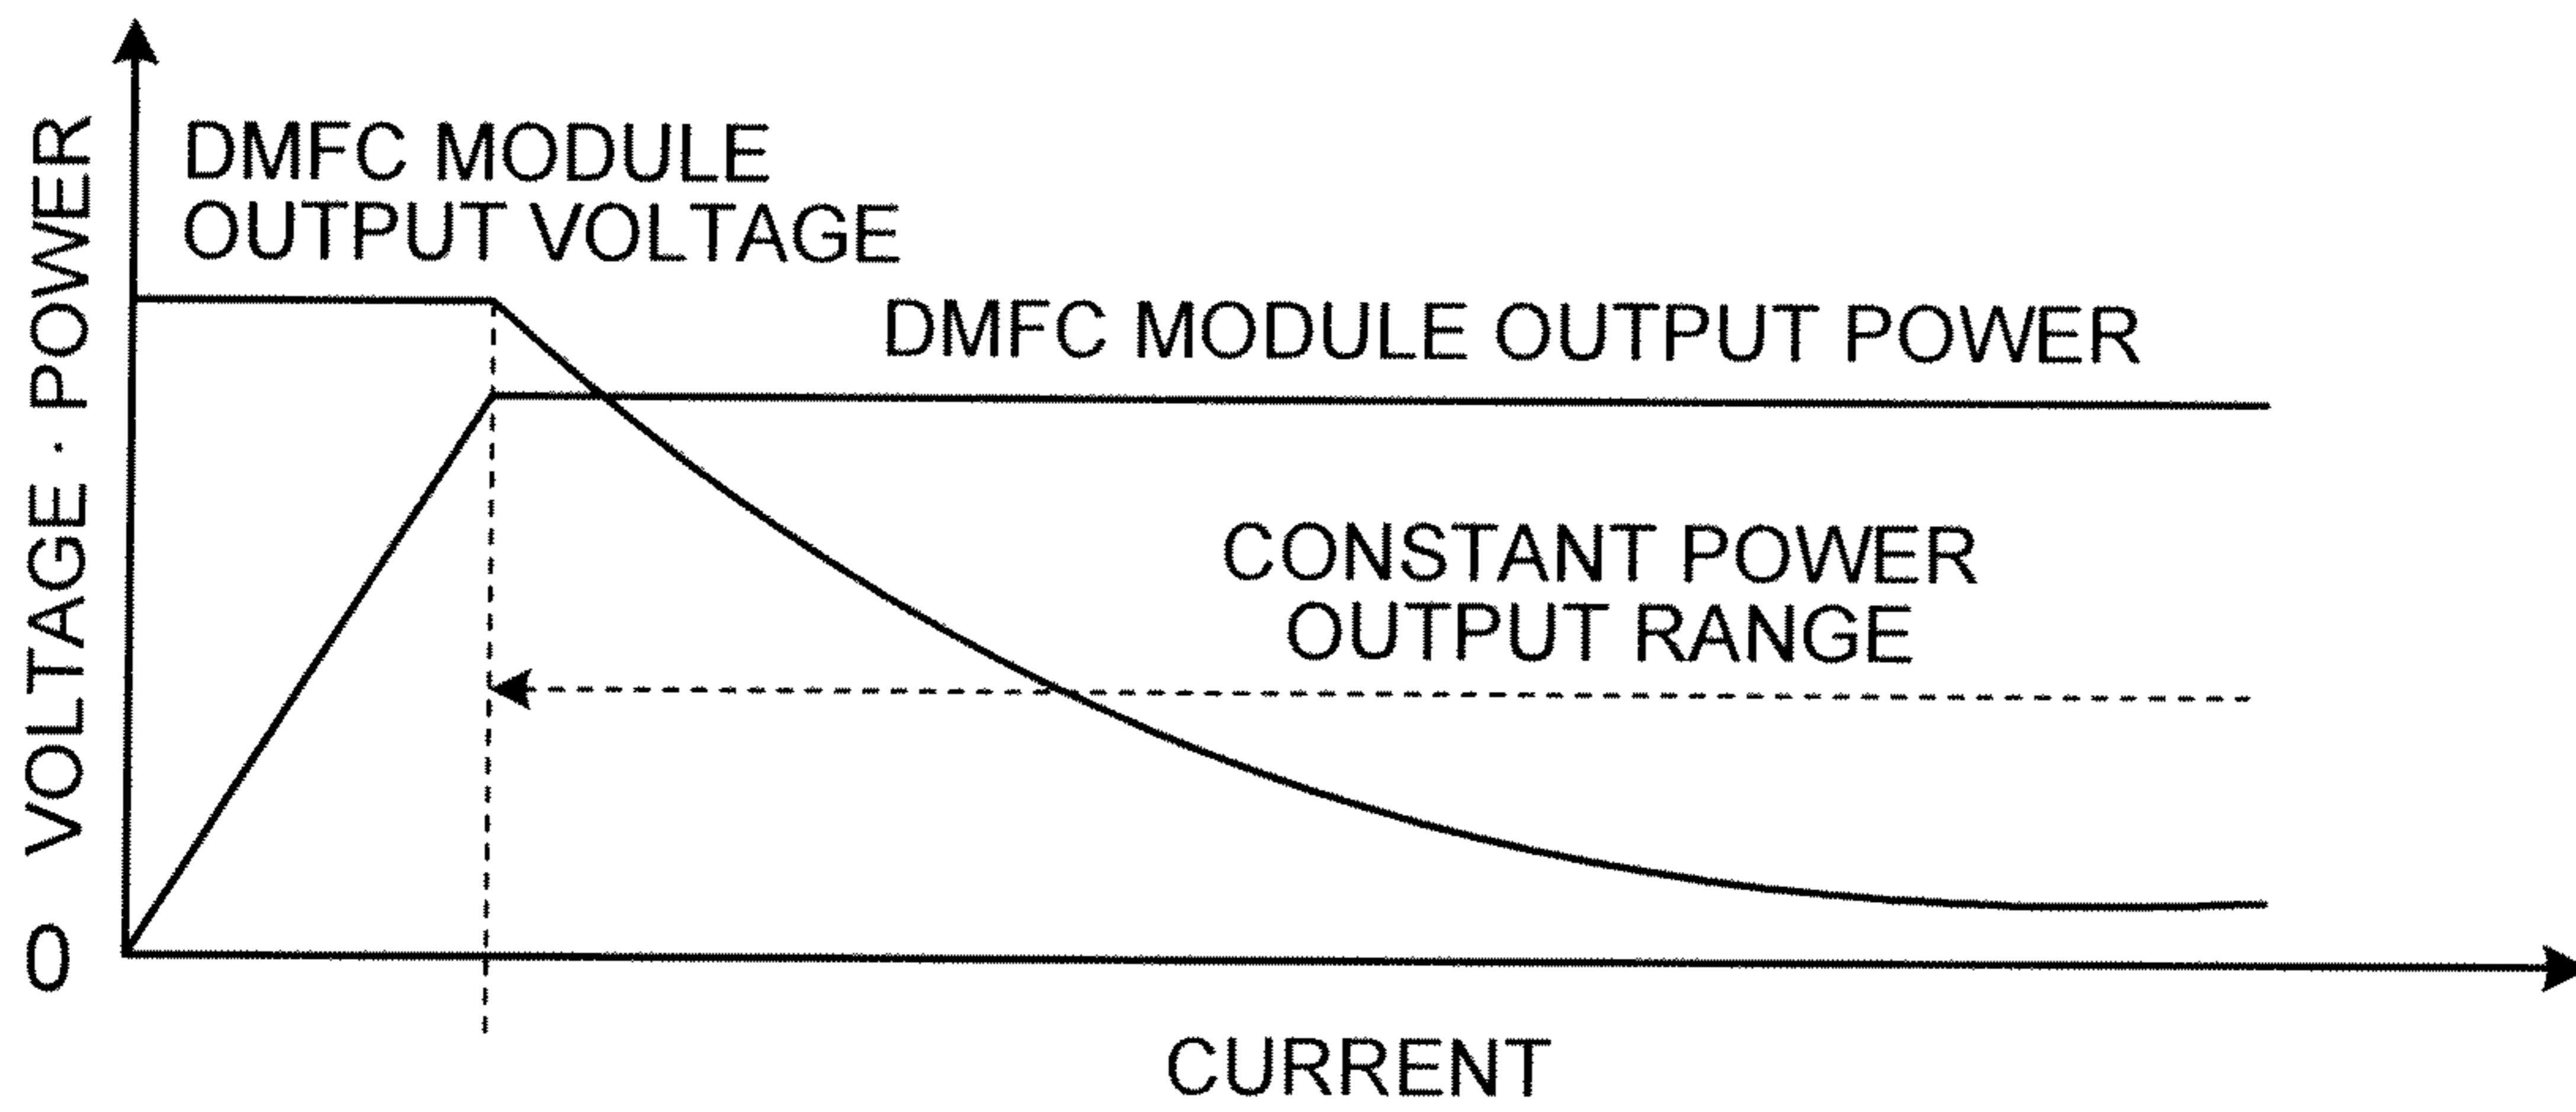 VOLTAGE · POWER
DMFC MODULE
OUTPUT VOLTAGE
DMFC MODULE OUTPUT POWER
CONSTANT POWER
OUTPUT RANGE
0
CURRENT